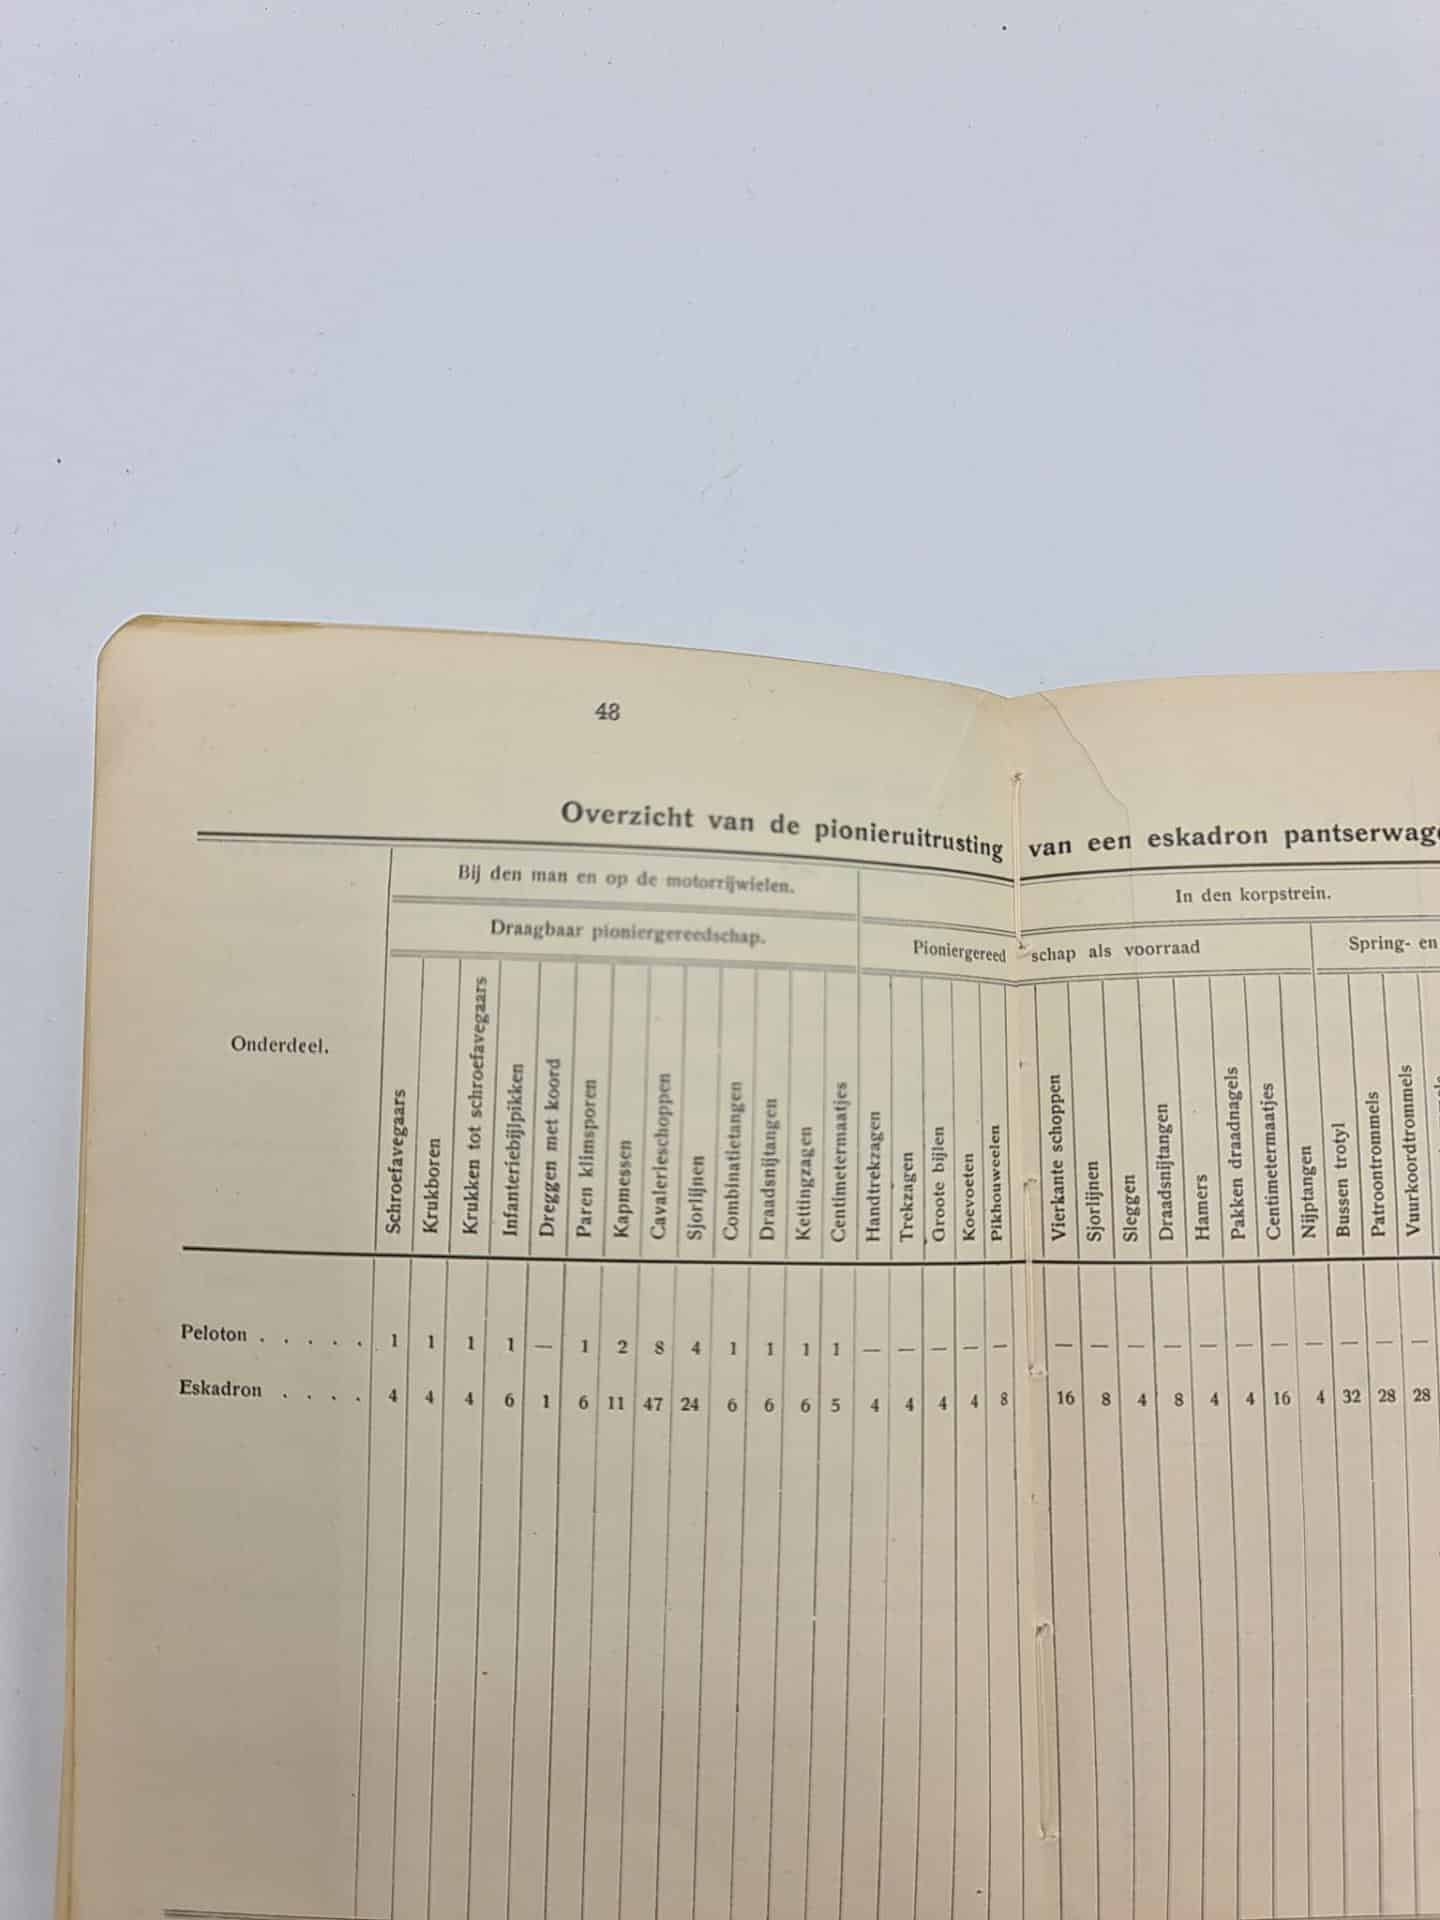 48
Overzicht van de pionieruitrusting van een eskadron
Bij den man en op de motorrijwielen.
In den korpstrein.
Draagbaar pioniergereedschap.
Pioniergereedschap als voorraad
Spring- en
Onderdeel.
Schroefavegaars
Krukboren
Krukken tot schroefavegaars
Infanteriebijlpikken
Dreggen met koord
Paren klimsporen
Kapmessen
Cavalerieschoppen
Sjorlijnen
Combinatietangen
Draadsnijtangen
Kettingzagen
Centimetermaatjes
Handtrekzagen
Trekzagen
Groote bijlen
Koevoeten
Pikhouweelen
Vierkante schoppen
Sjorlijnen
Sleggen
Draadsnijtangen
Hamers
Pakken draadnagels
Centimetermaatjes
Nijptangen
Bussen trotyl
Patroontrommels
Vuurkoordtrommels
Peloton . . . . . 1 1 1 1 — 1 2 8 4 1 1 1 1 — — — — — — — — — — — — — — — —
Eskadron . . . . 4 4 4 6 1 6 11 47 24 6 6 6 5 4 4 4 4 8 16 8 4 8 4 4 16 4 32 28 28